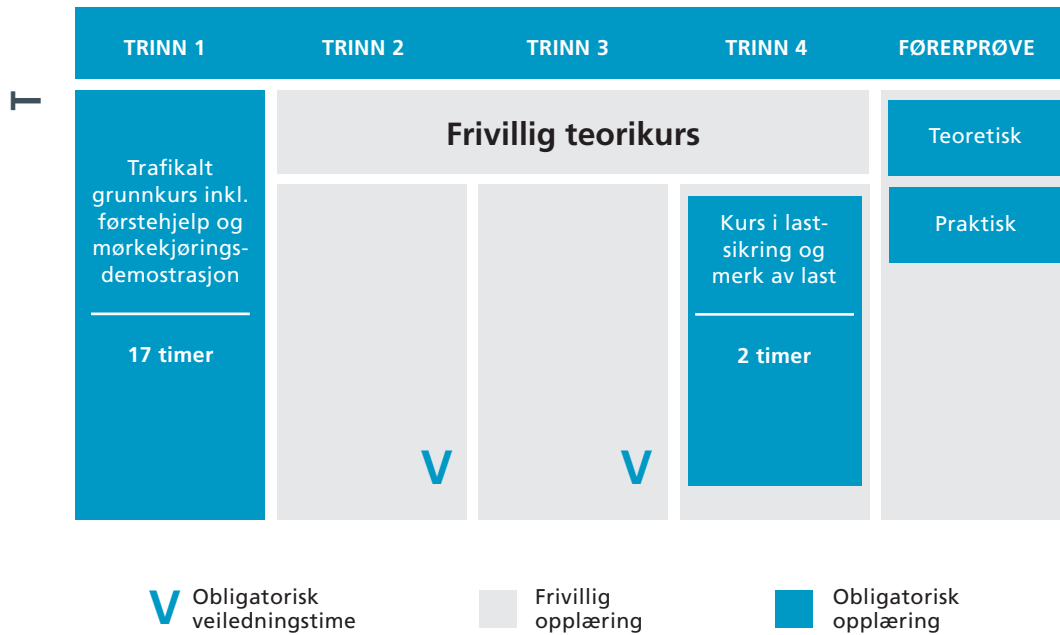 TRINN 1
TRINN 2
TRINN 3
TRINN 4
FØRERPRØVE
T
Trafikalt
grunnkurs inkl.
førstehjelp og
mørkekjørings-
demostrasjon
17 timer
Frivillig teorikurs
V
V
Kurs i last-
sikring og
merk av last
2 timer
Teoretisk
Praktisk
V Obligatorisk
veiledningstime
Frivillig
opplæring
Obligatorisk
opplæring